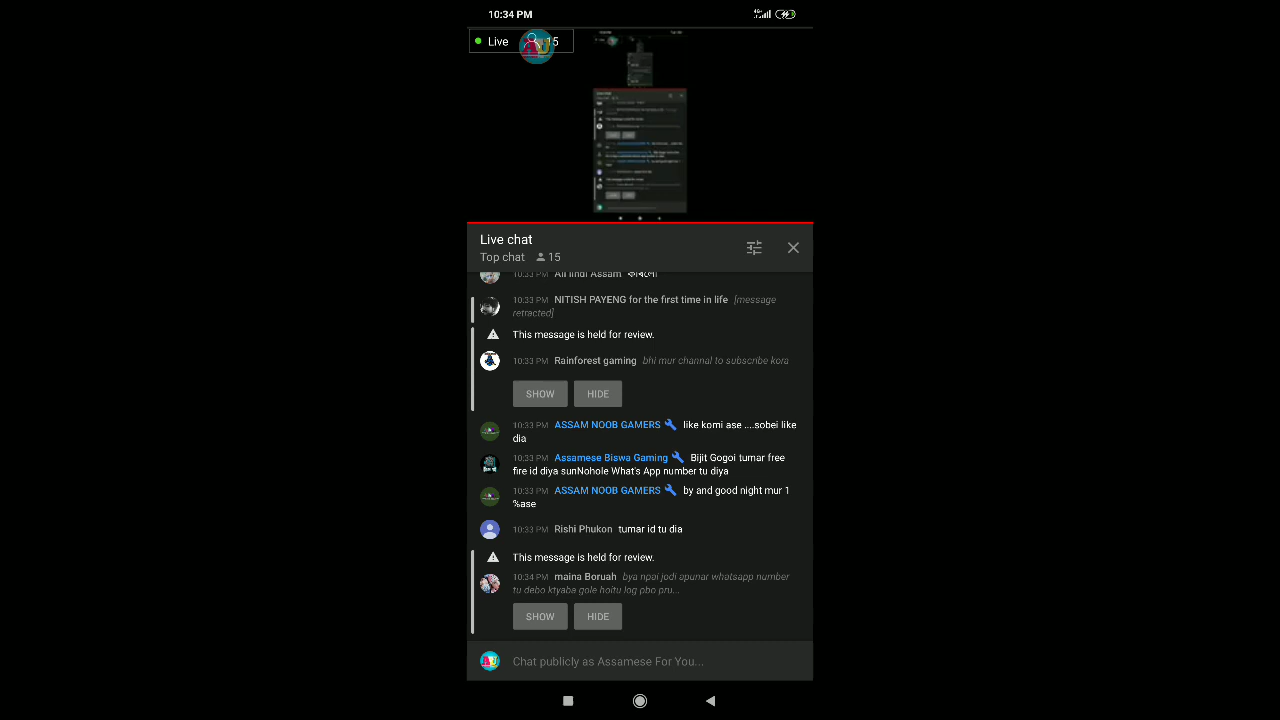 10:34 PM
Live 15
Live chat
Top chat 15
10:33 PM All Iindi Assam
10:33 PM NITISH PAYENG for the first time in life [message
retracted]
This message is held for review.
10:33 PM Rainforest gaming bhl mur channal to subscribe kora
SHOW HIDE
10:33 PM ASSAM NOOB GAMERS like komi ase ....sobei like
dia
10:33 PM Assamese Biswa Gaming Bijit Gogoi tumar free
fire id diya sunNohole What's App number tu diya
10:33 PM ASSAM NOOB GAMERS by and good night mur 1
%ase
10:33 PM Rishi Phukon tumar id tu dia
This message is held for review.
10:34 PM maina Boruah bya npai jodi apunar whatsapp number
tu debo ktyaba gole hoitu log pbo pru...
SHOW HIDE
Chat publicly as Assamese For You...